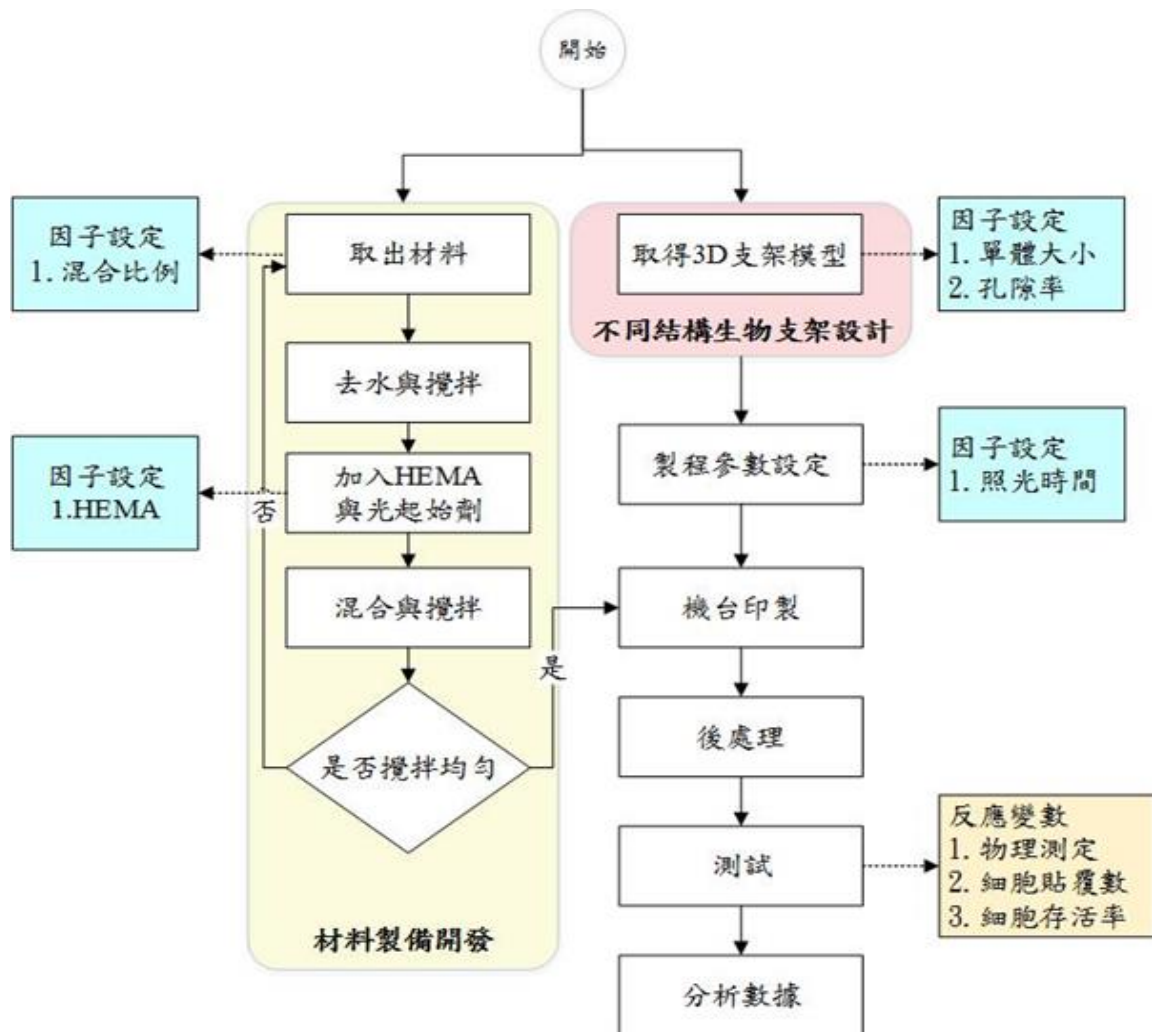 開始
因子設定
1. 混合比例
取出材料
去水與攪拌
因子設定
1.HEMA
加入HEMA
與光起始劑
否
混合與攪拌
是否攪拌均勻
是
材料製備開發
取得3D支架模型
不同結構生物支架設計
因子設定
1. 單體大小
2. 孔隙率
製程參數設定
因子設定
1. 照光時間
機台印製
後處理
測試
反應變數
1. 物理測定
2. 細胞貼覆數
3. 細胞存活率
分析數據